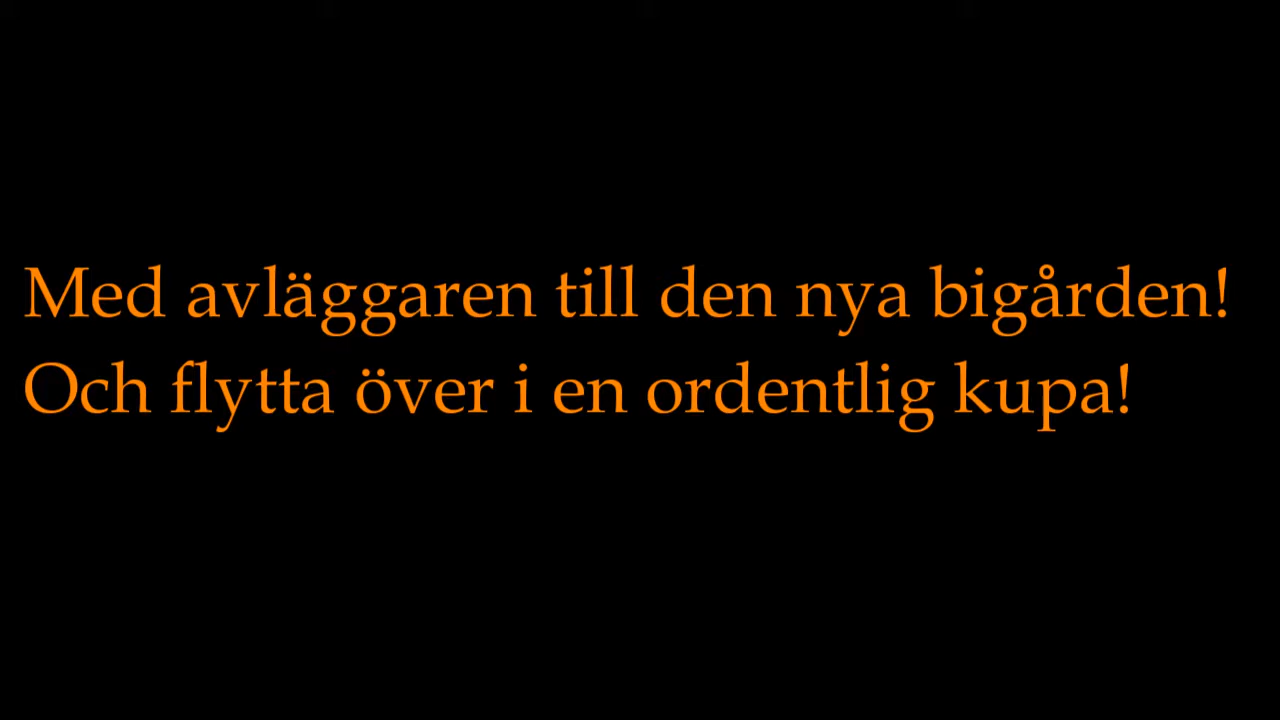 Med avläggaren till den nya bigården!
Och flytta över i en ordentlig kupa!